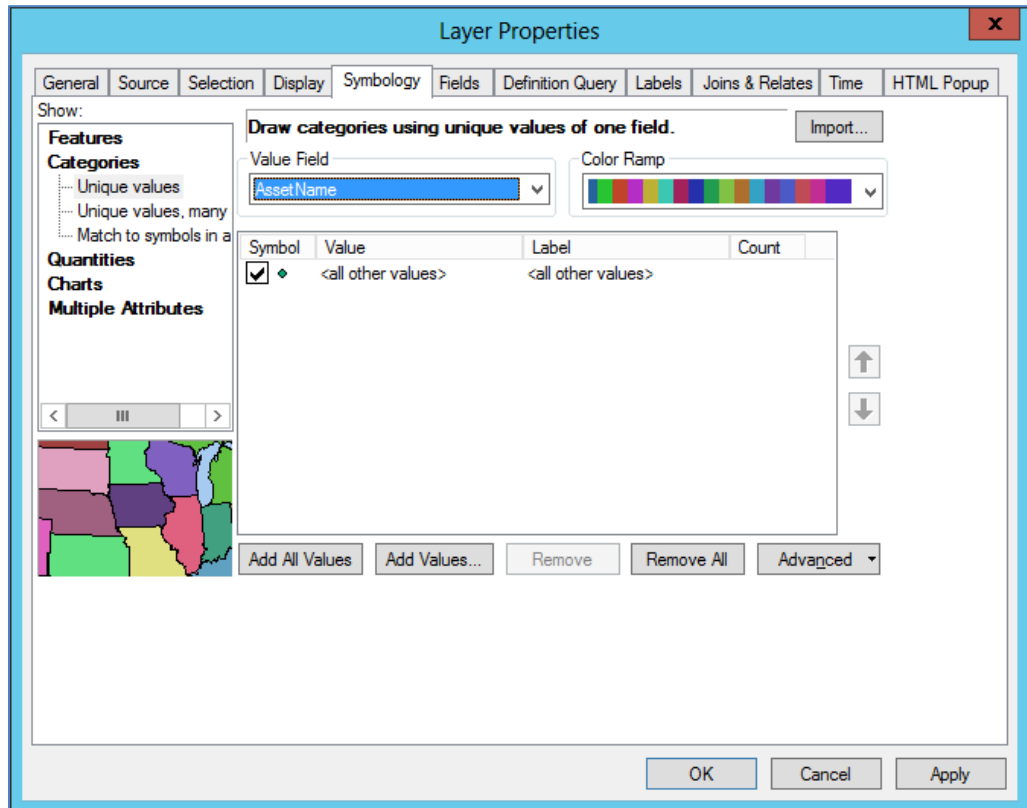 Layer Properties
x
General Source Selection Display Symbology Fields Definition Query Labels Joins & Relates Time HTML Popup
Show:
Features
Categories
Unique values
Unique values, many
Match to symbols in a
Quantities
Charts
Multiple Attributes
Draw categories using unique values of one field.
Import...
Value Field
AssetName
Color Ramp
Symbol Value Label Count
<all other values> <all other values>
Add All Values Add Values... Remove Remove All Advanced
OK Cancel Apply